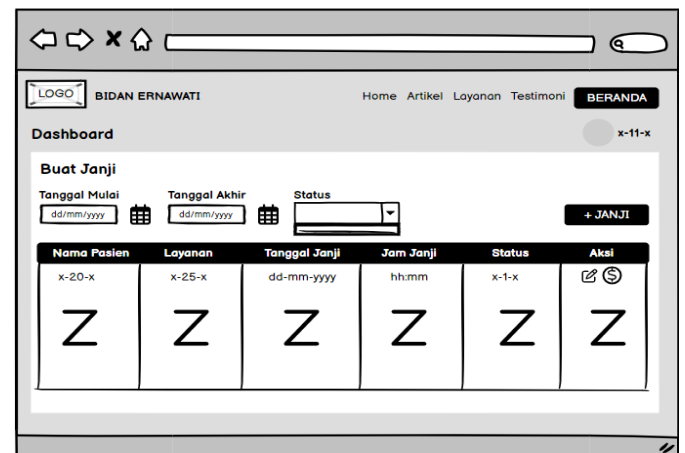 LOGO BIDAN ERNAWATI Home Artikel Layanan Testimoni BERANDA
Dashboard x-11-x
Buat Janji
Tanggal Mulai Tanggal Akhir Status
dd/mm/yyyy dd/mm/yyyy + JANJI
Nama Pasien Layanan Tanggal Janji Jam Janji Status Aksi
x-20-x x-25-x dd-mm-yyyy hh:mm x-1-x $
Z Z Z Z Z Z